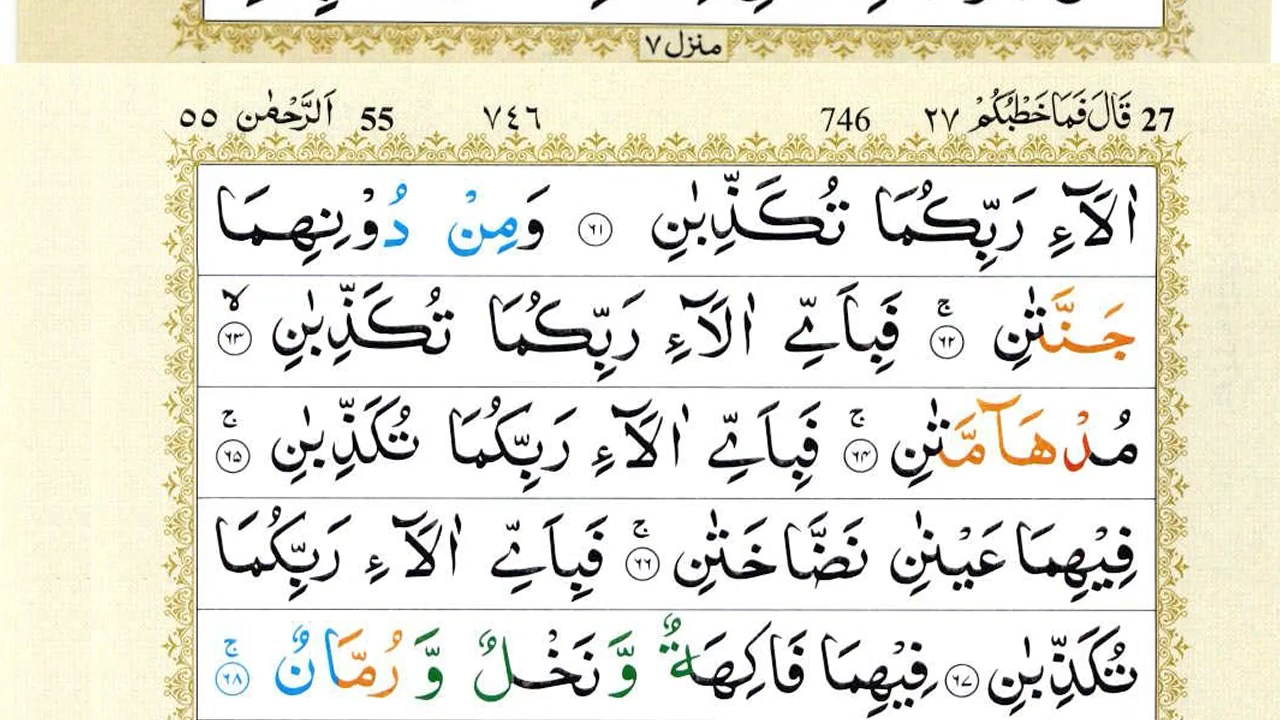 منزل ٧
27 قَالَ فَمَا خَطْبُكُمْ ٢٧ 746 ٧٤٦ 55 اَلرَّحْمٰن ٥٥
اٰلَآءِ رَبِّكُمَا تُكَذِّبٰنِ ۝٦١ وَمِنْ دُوْنِهِمَا
جَنَّتٰنِ ۝٦٢ۚ فَبِاَيِّ اٰلَآءِ رَبِّكُمَا تُكَذِّبٰنِ ۝٦٣ۙ
مُدْهَآمَّتٰنِ ۝٦٤ۚ فَبِاَيِّ اٰلَآءِ رَبِّكُمَا تُكَذِّبٰنِ ۝٦٥ۚ
فِيْهِمَا عَيْنٰنِ نَضَّاخَتٰنِ ۝٦٦ۚ فَبِاَيِّ اٰلَآءِ رَبِّكُمَا
تُكَذِّبٰنِ ۝٦٧ فِيْهِمَا فَاكِهَةٌ وَّ نَخْلٌ وَّ رُمَّانٌ ۝٦٨ۚ